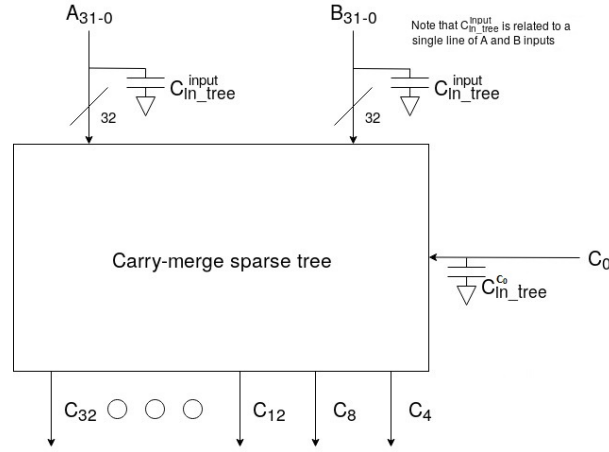 A31-0
B31-0
Note that C^Input_In_tree is related to a
single line of A and B inputs
C^input_In_tree
C^input_In_tree
32
32
Carry-merge sparse tree
C0
C^C0_In_tree
C32
C12
C8
C4